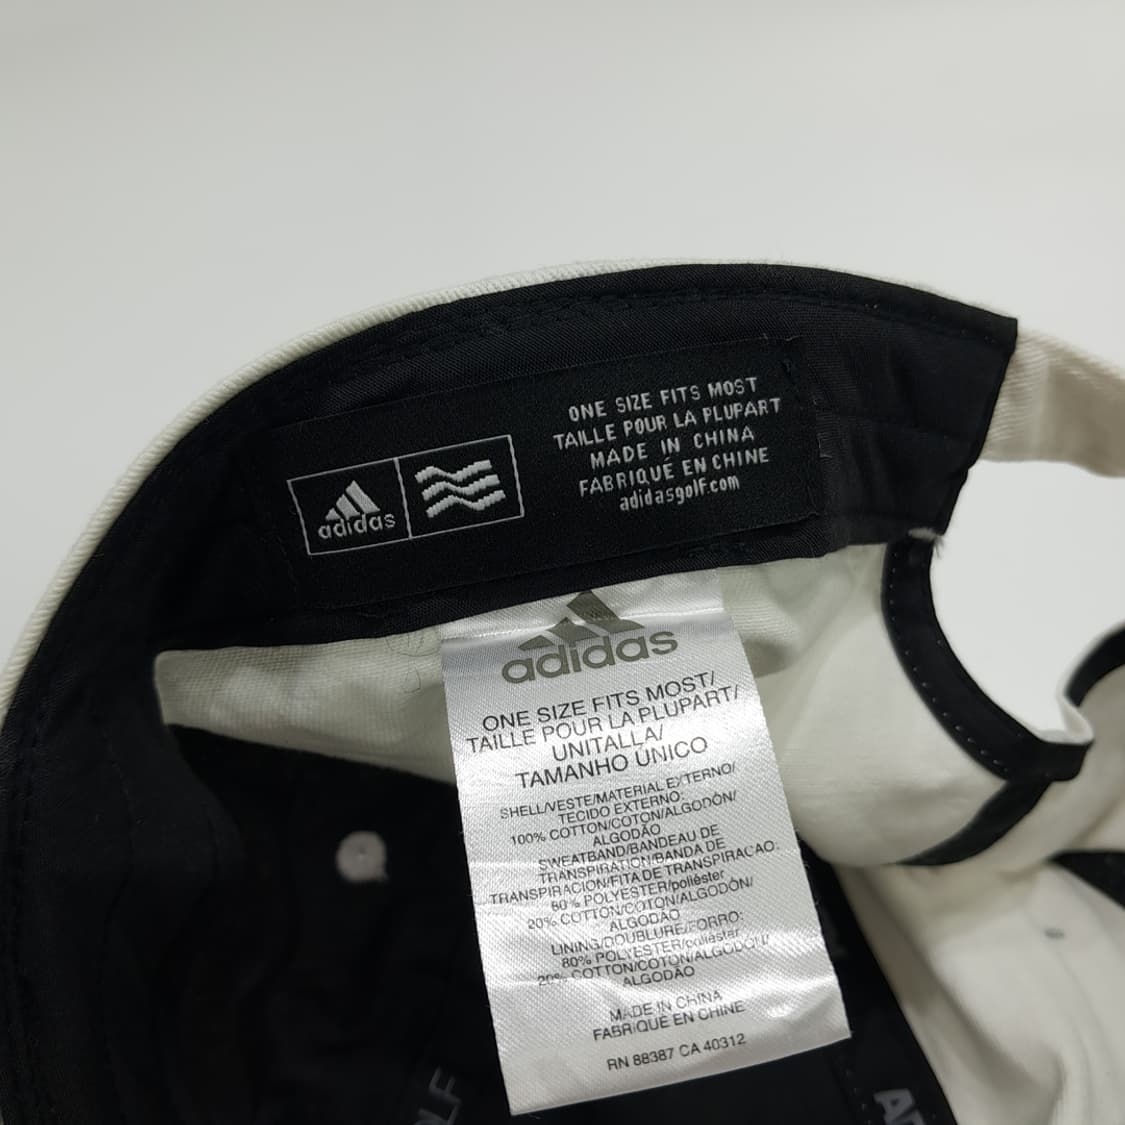 ONE SIZE FITS MOST
TAILLE POUR LA PLUPART
MADE IN CHINA
FABRIQUÉ EN CHINE
adidasgolf.com
adidas
adidas
ONE SIZE FITS MOST/
TAILLE POUR LA PLUPART/
UNITALLA/
TAMANHO UNICO
SHELL/VESTE/MATERIAL EXTERNO/
TECIDO EXTERNO:
100% COTTON/COTON/ALGODÓN/
ALGODÃO
SWEATBAND/BANDEAU DE
TRANSPIRATION/BANDA DE
TRANSPIRACION/FITA DE TRANSPIRACAO:
80% POLYESTER/poliéster
20% COTTON/COTON/ALGODÓN/
ALGODÃO
LINING/DOUBLURE/FORRO:
80% POLYESTER/poliéster
20% COTTON/COTON/ALGODÓN/
ALGODÃO
MADE IN CHINA
FABRIQUÉ EN CHINE
RN 88387 CA 40312